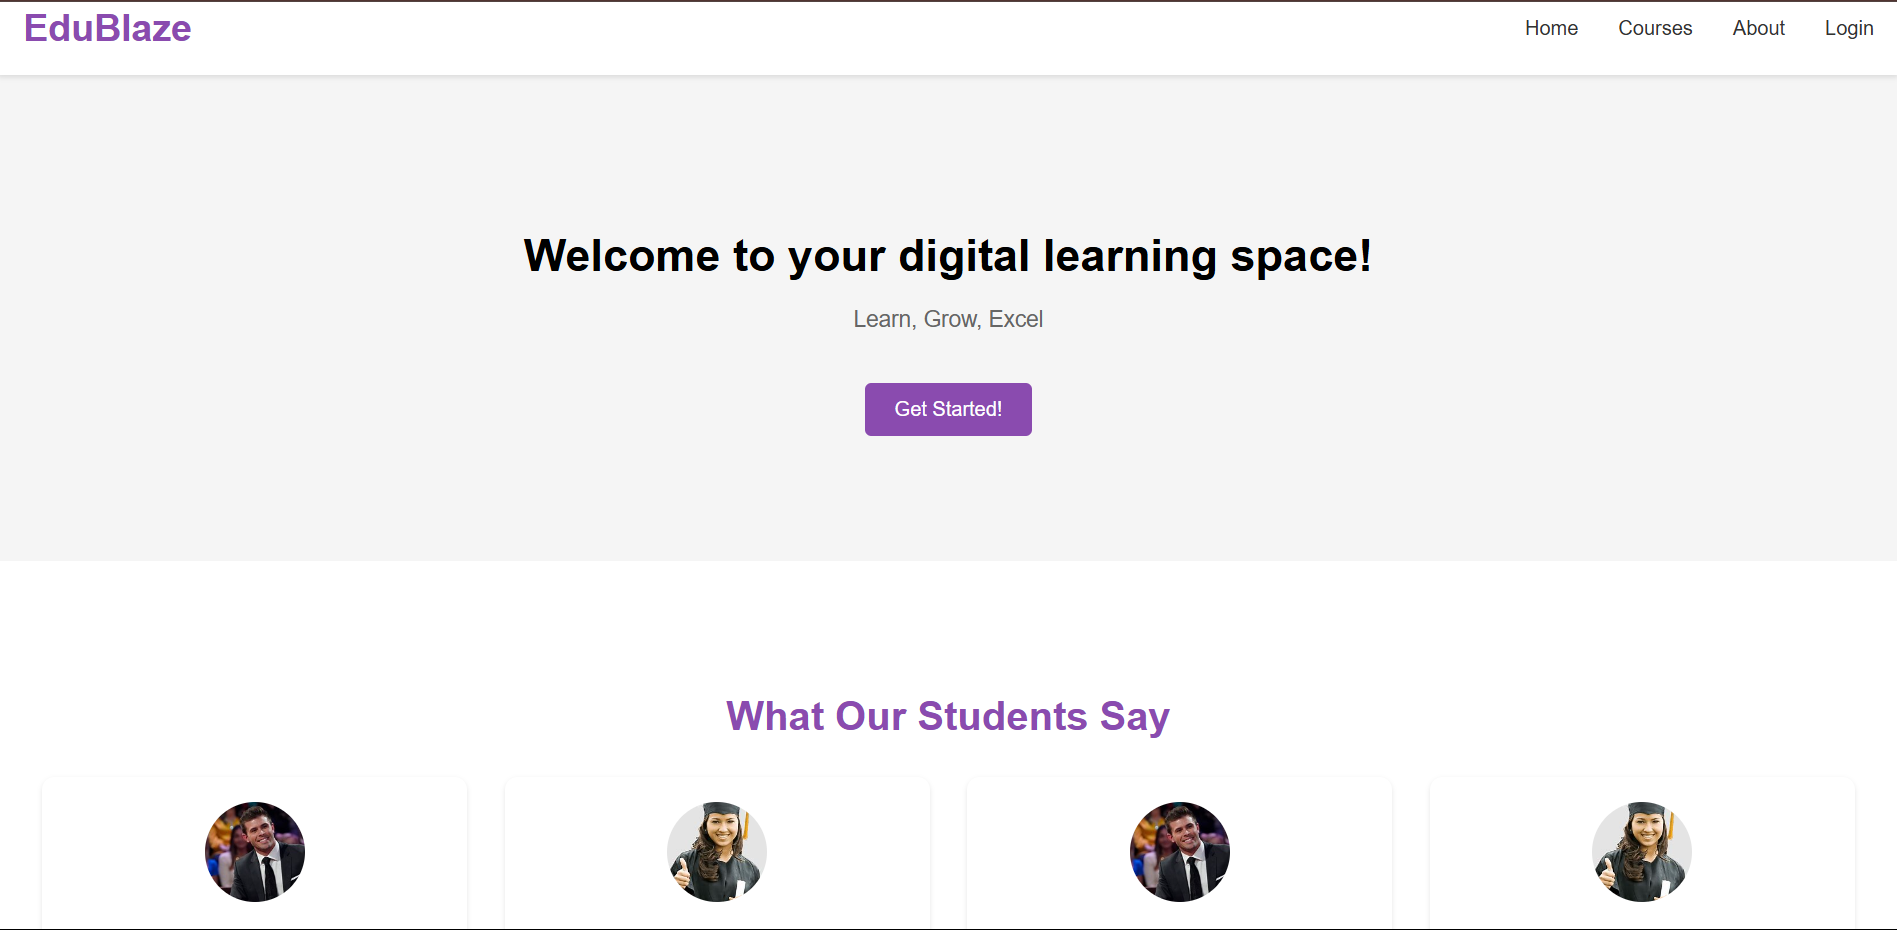 EduBlaze
Home Courses About Login
Welcome to your digital learning space!
Learn, Grow, Excel
Get Started!
What Our Students Say